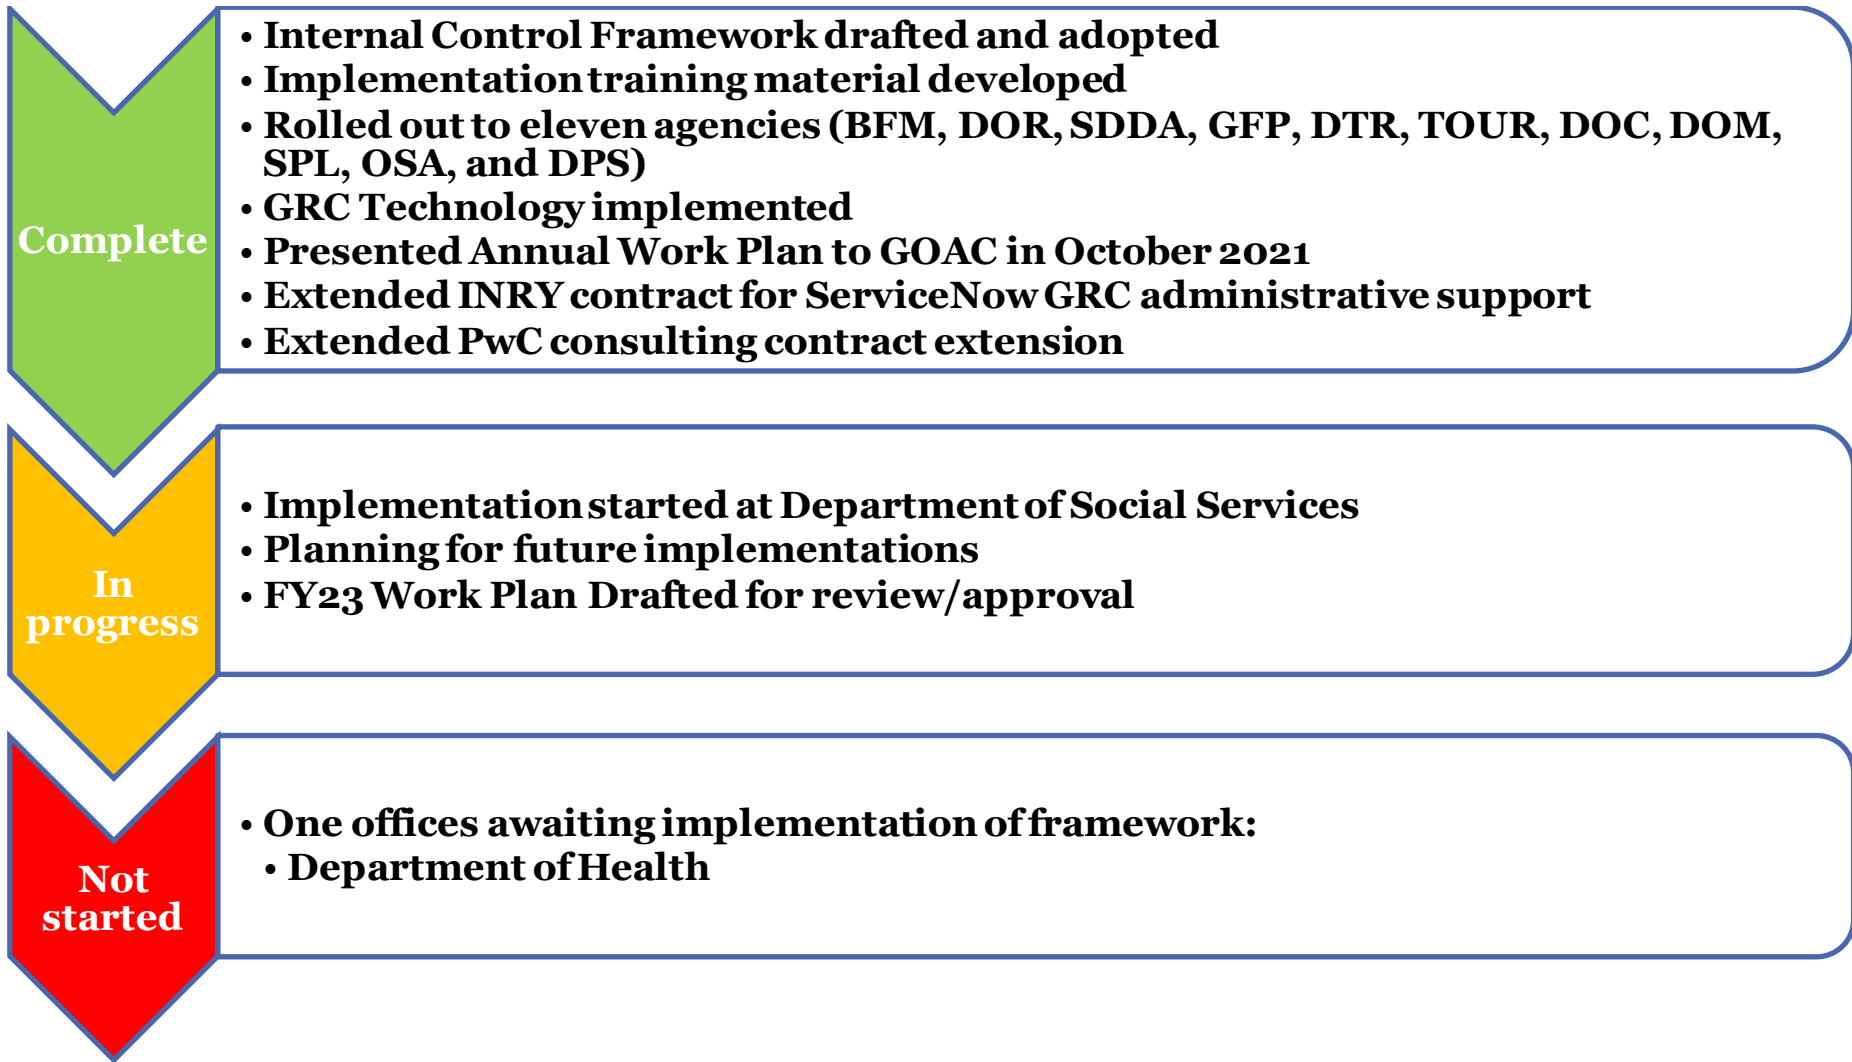 Complete
• Internal Control Framework drafted and adopted
• Implementation training material developed
• Rolled out to eleven agencies (BFM, DOR, SDDA, GFP, DTR, TOUR, DOC, DOM,
SPL, OSA, and DPS)
• GRC Technology implemented
• Presented Annual Work Plan to GOAC in October 2021
• Extended INRY contract for ServiceNow GRC administrative support
• Extended PwC consulting contract extension
In
progress
• Implementation started at Department of Social Services
• Planning for future implementations
• FY23 Work Plan Drafted for review/approval
Not
started
• One offices awaiting implementation of framework:
• Department of Health